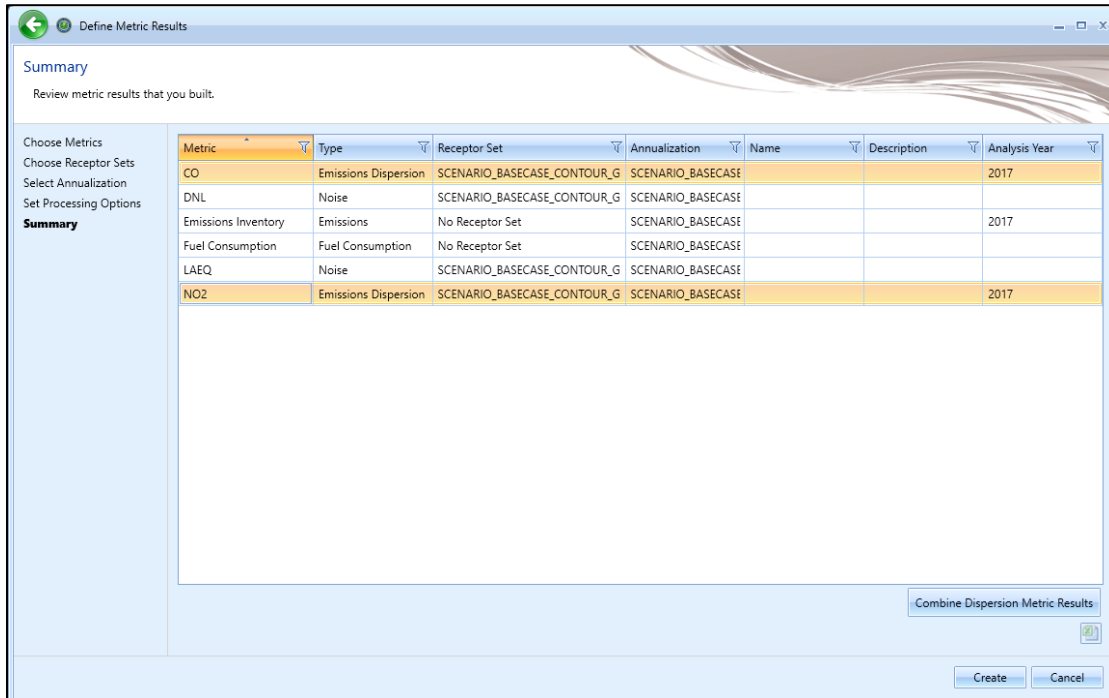 Define Metric Results
Summary
Review metric results that you built.
Choose Metrics
Choose Receptor Sets
Select Annualization
Set Processing Options
Summary
Metric Type Receptor Set Annualization Name Description Analysis Year
CO Emissions Dispersion SCENARIO_BASECASE_CONTOUR_G SCENARIO_BASECASE 2017
DNL Noise SCENARIO_BASECASE_CONTOUR_G SCENARIO_BASECASE
Emissions Inventory Emissions No Receptor Set SCENARIO_BASECASE 2017
Fuel Consumption Fuel Consumption No Receptor Set SCENARIO_BASECASE
LAEQ Noise SCENARIO_BASECASE_CONTOUR_G SCENARIO_BASECASE
NO2 Emissions Dispersion SCENARIO_BASECASE_CONTOUR_G SCENARIO_BASECASE 2017
Combine Dispersion Metric Results
Create Cancel